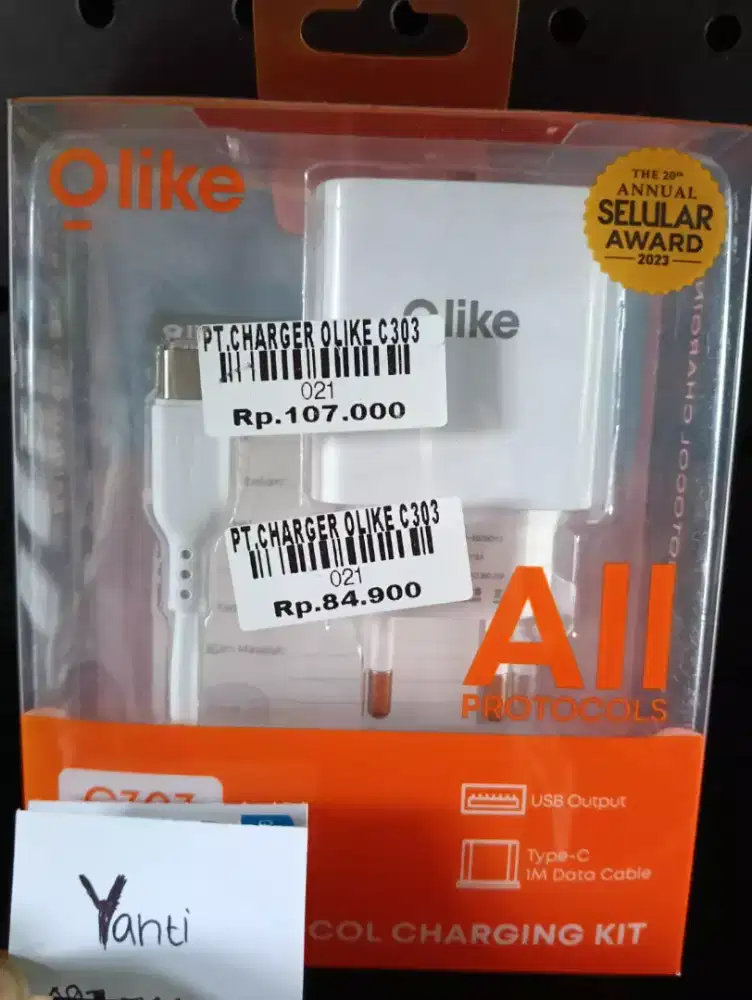 Olike
THE 20th
ANNUAL
SELULAR
AWARD
2023
Olike
PT.CHARGER OLIKE C303
021
Rp.107.000
PT.CHARGER OLIKE C303
021
Rp.84.900
All
PROTOCOLS
USB Output
Type-C
1M Data Cable
COL CHARGING KIT
Yanti